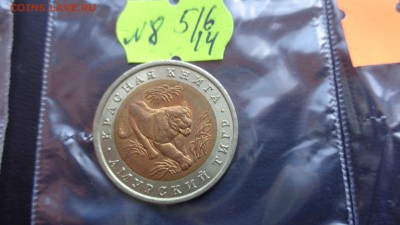 COINS.LAVE.RU
№8 5/6
14
КРАСНАЯ КНИГА
АМУРСКИЙ ТИГР